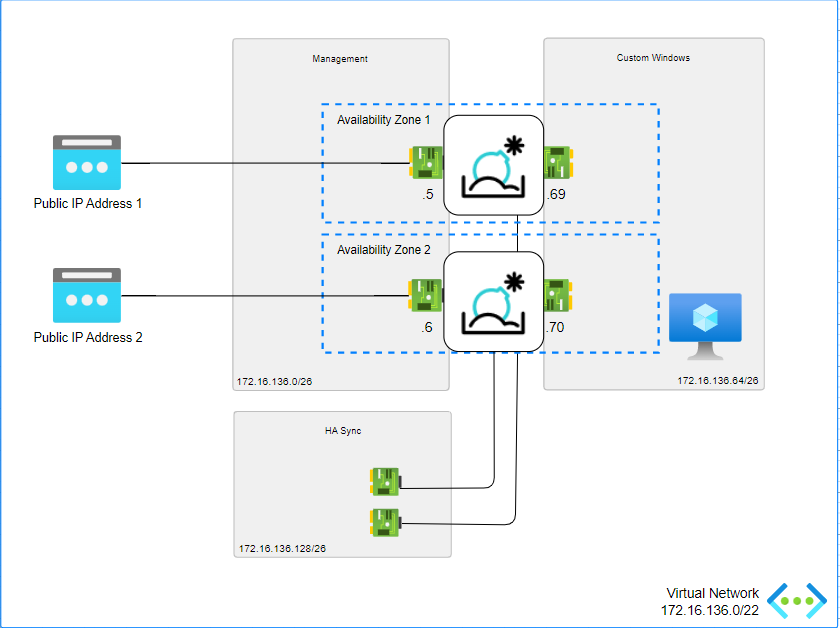 Management
Custom Windows
Availability Zone 1
Public IP Address 1
.5
.69
Availability Zone 2
Public IP Address 2
.6
.70
172.16.136.0/26
172.16.136.64/26
HA Sync
172.16.136.128/26
Virtual Network
172.16.136.0/22